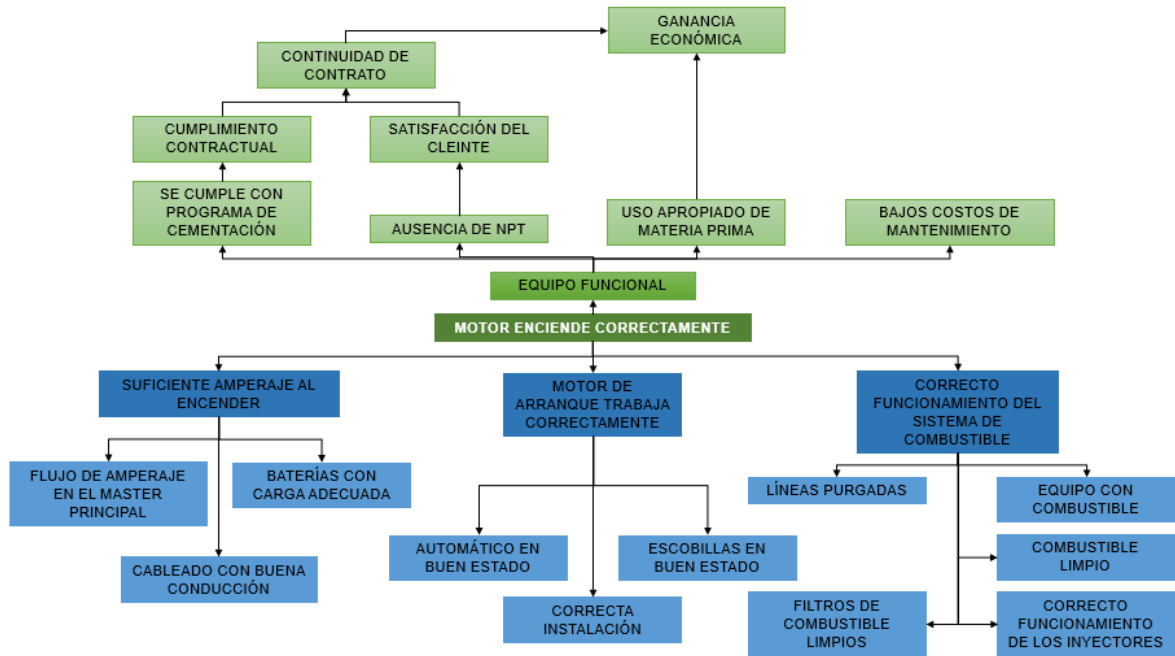 GANANCIA
ECONÓMICA
CONTINUIDAD DE
CONTRATO
CUMPLIMIENTO
CONTRACTUAL
SATISFACCIÓN DEL
CLEINTE
SE CUMPLE CON
PROGRAMA DE
CEMENTACIÓN
AUSENCIA DE NPT
USO APROPIADO DE
MATERIA PRIMA
BAJOS COSTOS DE
MANTENIMIENTO
EQUIPO FUNCIONAL
MOTOR ENCIENDE CORRECTAMENTE
SUFICIENTE AMPERAJE AL
ENCENDER
MOTOR DE
ARRANQUE TRABAJA
CORRECTAMENTE
CORRECTO
FUNCIONAMIENTO DEL
SISTEMA DE
COMBUSTIBLE
FLUJO DE AMPERAJE
EN EL MASTER
PRINCIPAL
BATERÍAS CON
CARGA ADECUADA
LÍNEAS PURGADAS
EQUIPO CON
COMBUSTIBLE
CABLEADO CON BUENA
CONDUCCIÓN
AUTOMÁTICO EN
BUEN ESTADO
ESCOBILLAS EN
BUEN ESTADO
COMBUSTIBLE
LIMPIO
CORRECTA
INSTALACIÓN
FILTROS DE
COMBUSTIBLE
LIMPIOS
CORRECTO
FUNCIONAMIENTO
DE LOS INYECTORES